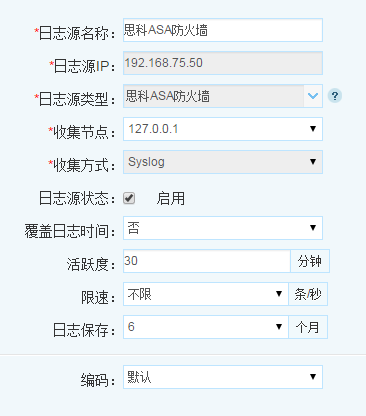 *日志源名称： 思科ASA防火墙
*日志源IP： 192.168.75.50
*日志源类型： 思科ASA防火墙 ?
*收集节点： 127.0.0.1
*收集方式： Syslog
日志源状态： 启用
覆盖日志时间： 否
活跃度： 30 分钟
限速： 不限 条/秒
日志保存： 6 个月
编码： 默认